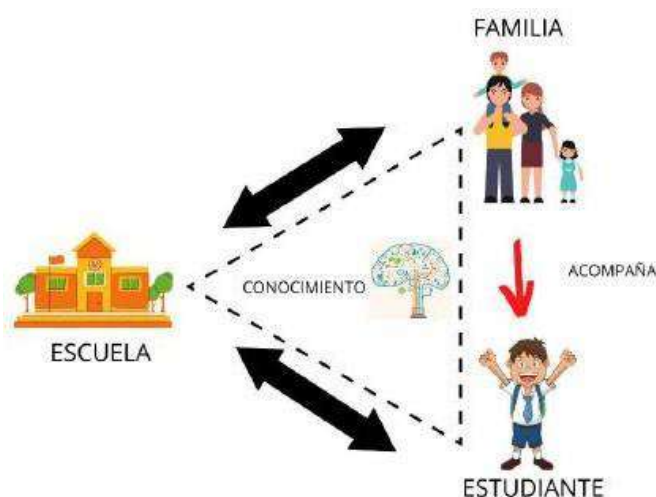 FAMILIA
CONOCIMIENTO
ACOMPAÑA
ESCUELA
ESTUDIANTE